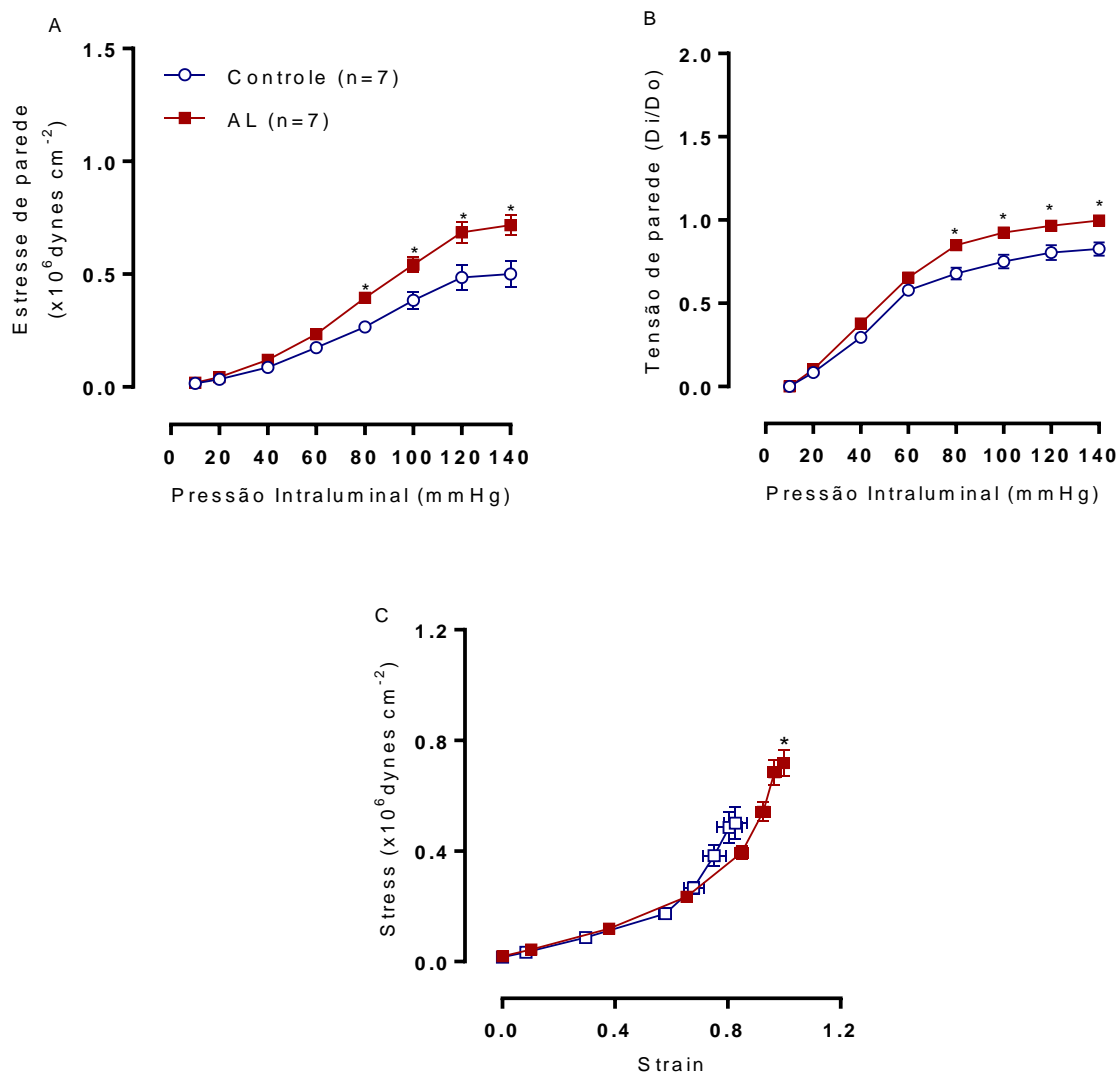 A
Estresse de parede
(x10⁶dynes cm⁻²)
1.5
1.0
0.5
0.0
Controle (n=7)
AL (n=7)
* * * *
0 20 40 60 80 100 120 140
Pressão Intraluminal (mmHg)
B
Tensão de parede (Di/Do)
2.0
1.5
1.0
0.5
0.0
* * * *
0 20 40 60 80 100 120 140
Pressão Intraluminal (mmHg)
C
Stress (x10⁶dynes cm⁻²)
1.2
0.8
0.4
0.0
*
0.0 0.4 0.8 1.2
Strain